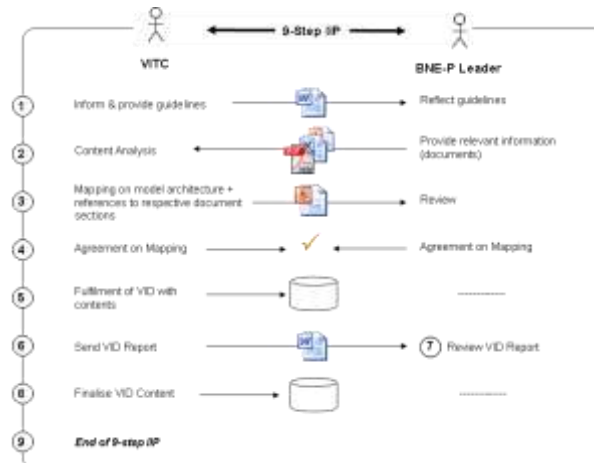 9-Step IIP
VITC
BNE-P Leader
1
Inform & provide guidelines
Reflect guidelines
2
Content Analysis
Provide relevant information
(documents)
3
Mapping on model architecture +
references to respective document
sections
Review
4
Agreement on Mapping
Agreement on Mapping
5
Fulfilment of VID with
contents
------------
6
Send VID Report
7
Review VID Report
8
Finalise VID Content
------------
9
End of 9-step IIP